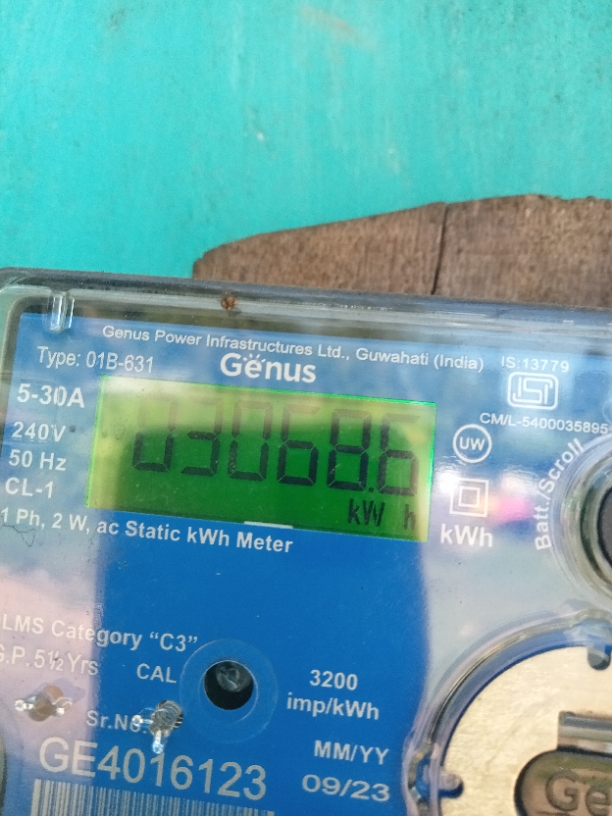 Genus Power Infrastructures Ltd., Guwahati (India)
IS:13779
Type: 01B-631
Genus
5-30A
CM/L-5400035895
240V
03068.6
UW
50 Hz
kW h
CL-1
kWh
Batt./Scroll
1 Ph, 2 W, ac Static kWh Meter
LMS Category "C3"
G.P. 5½ Yrs
CAL
3200
imp/kWh
Sr.No.
GE4016123
MM/YY
09/23
Ge